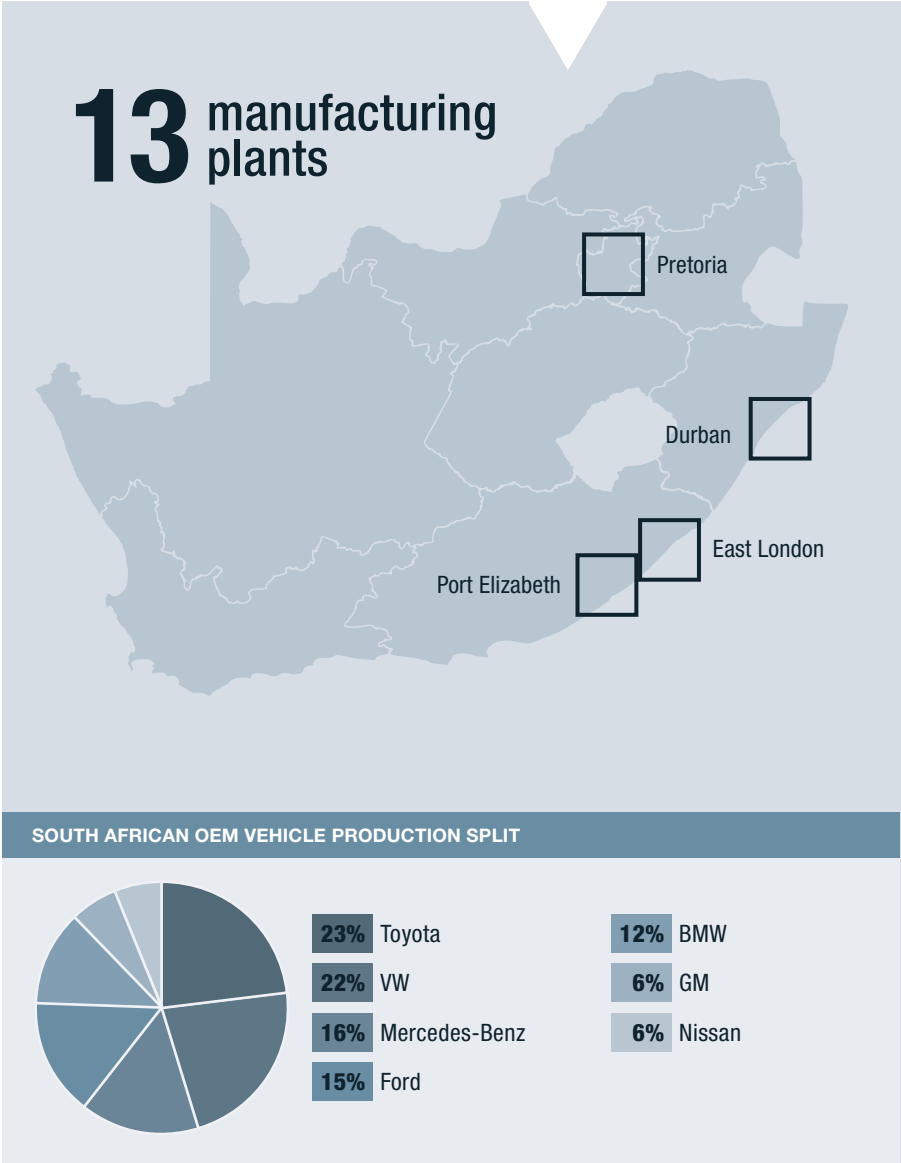 13 manufacturing
plants
Pretoria
Durban
East London
Port Elizabeth
SOUTH AFRICAN OEM VEHICLE PRODUCTION SPLIT
23% Toyota
22% VW
16% Mercedes-Benz
15% Ford
12% BMW
6% GM
6% Nissan